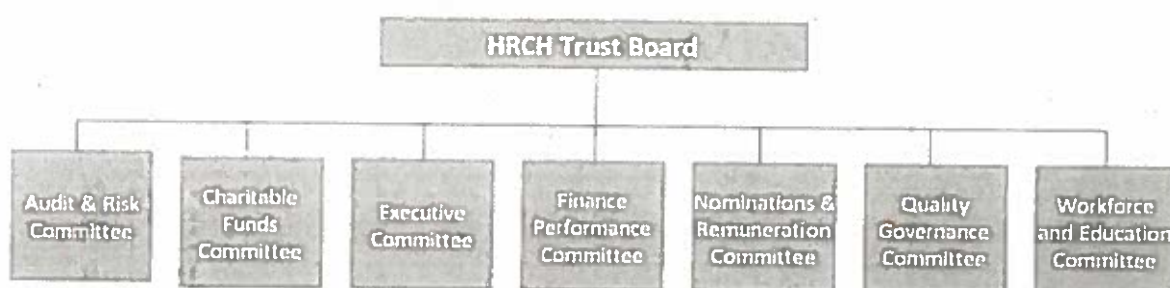 HRCH Trust Board
Audit & Risk
Committee
Charitable
Funds
Committee
Executive
Committee
Finance
Performance
Committee
Nominations &
Remuneration
Committee
Quality
Governance
Committee
Workforce
and Education
Committee